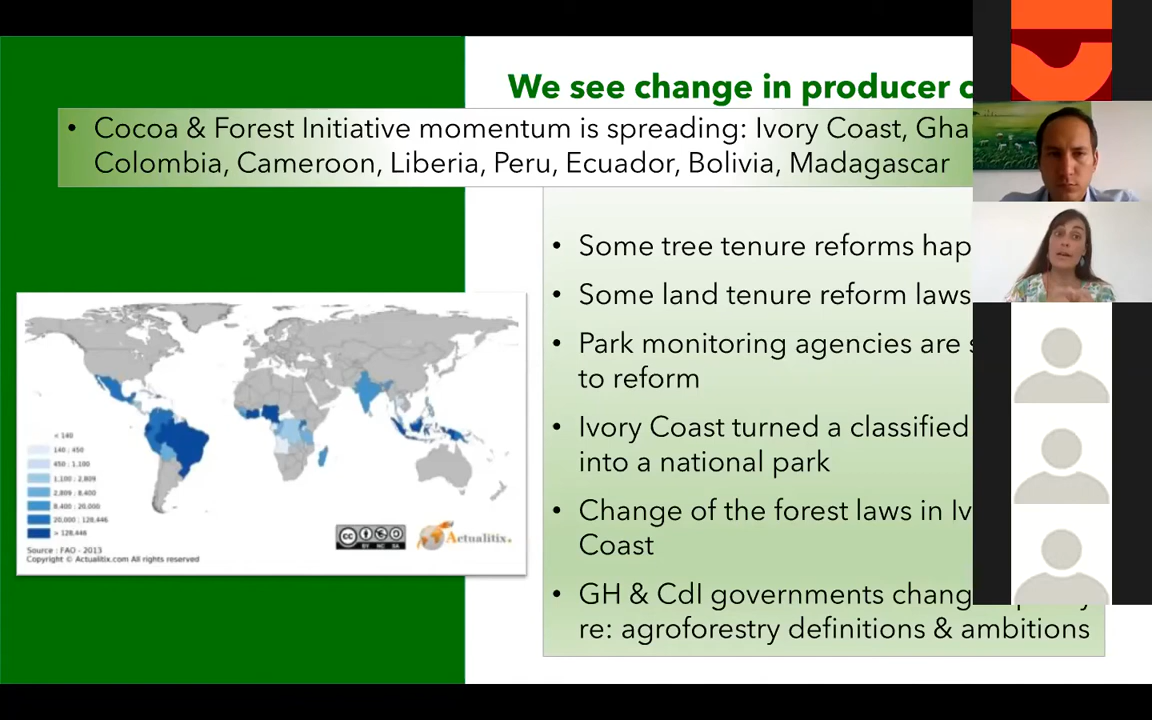 We see change in producer
• Cocoa & Forest Initiative momentum is spreading: Ivory Coast,
Colombia, Cameroon, Liberia, Peru, Ecuador, Bolivia, Madagascar
• Some tree tenure reforms
• Some land tenure reform laws
• Park monitoring agencies are
to reform
• Ivory Coast turned a classified
into a national park
• Change of the forest laws in
Coast
• GH & CdI governments
re: agroforestry definitions & ambitions
< 140
140 ; 450
450 ; 1,100
1,100 ; 2,809
2,809 ; 8,400
8,400 ; 20,000
20,000 ; 128,446
> 128,446
Source : FAO - 2013
Copyright © Actualitix.com All rights reserved
cc
BY NC SA
Actualitix.